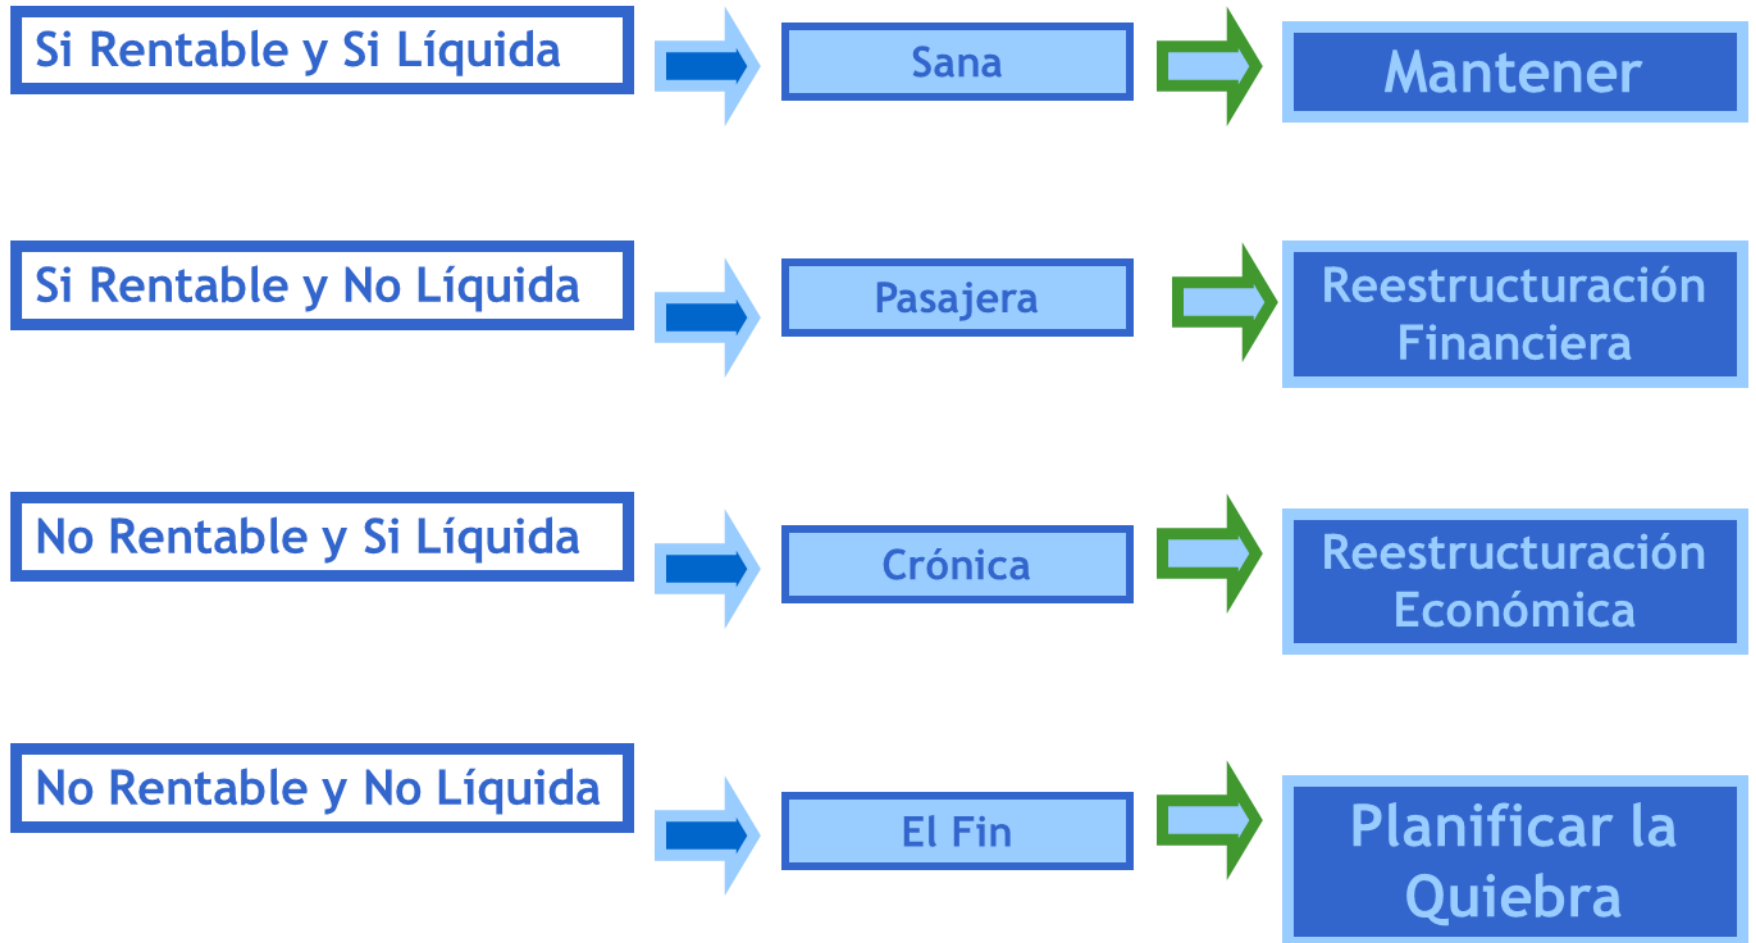 Si Rentable y Si Líquida
Sana
Mantener
Si Rentable y No Líquida
Pasajera
Reestructuración
Financiera
No Rentable y Si Líquida
Crónica
Reestructuración
Económica
No Rentable y No Líquida
El Fin
Planificar la
Quiebra